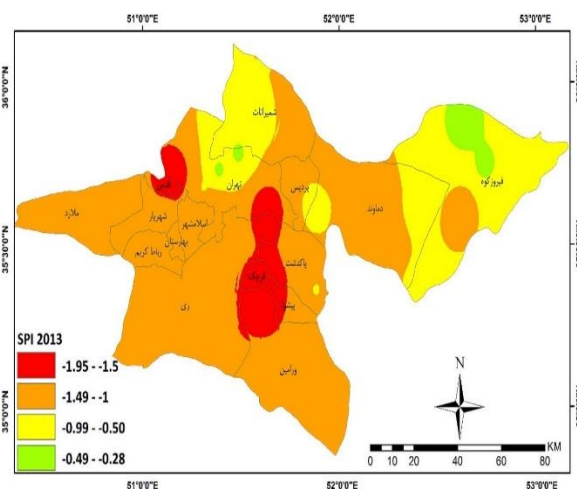 51°0'0"E 52°0'0"E 53°0'0"E
36°0'0"N
شمیرانات
تهران
فیروزکوه
قدس
پردیس
دماوند
ملارد
شهریار
اسلامشهر
بهارستان
رباط کریم
پاکدشت
قرچک
ری
پیشوا
ورامین
35°30'0"N
35°0'0"N
SPI 2013
-1.95 - -1.5
-1.49 - -1
-0.99 - -0.50
-0.49 - -0.28
N
KM
0 10 20 40 60 80
51°0'0"E 52°0'0"E 53°0'0"E